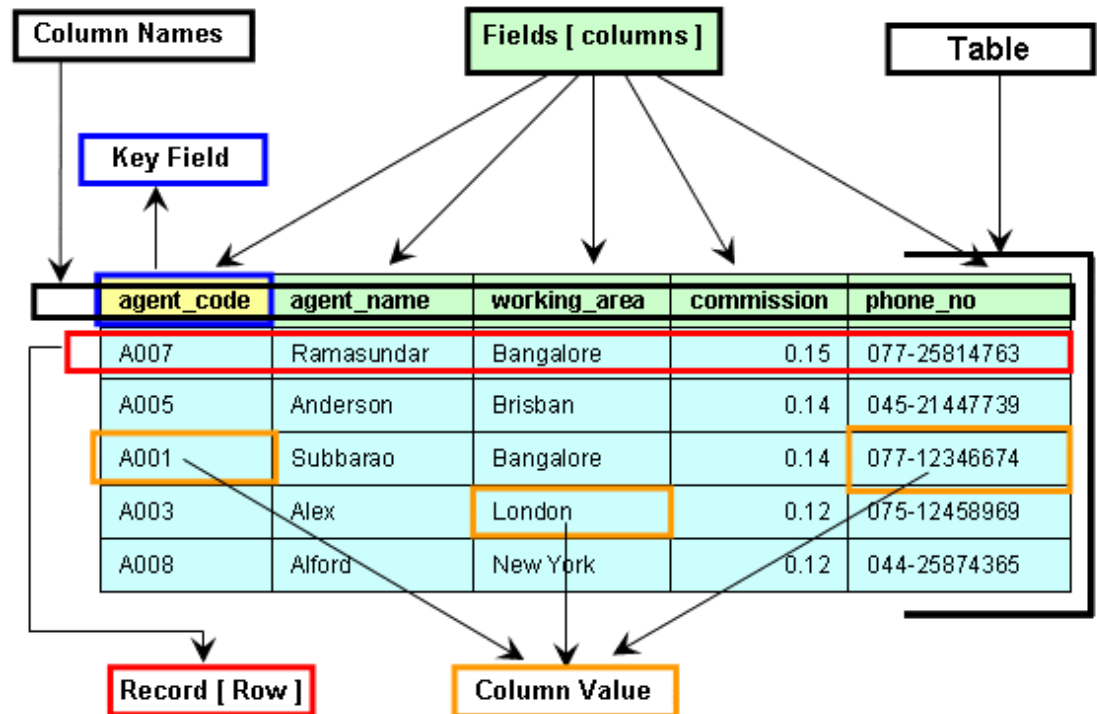 Column Names
Fields [ columns ]
Table
Key Field
agent_code agent_name working_area commission phone_no
A007 Ramasundar Bangalore 0.15 077-25814763
A005 Anderson Brisban 0.14 045-21447739
A001 Subbarao Bangalore 0.14 077-12346674
A003 Alex London 0.12 075-12458969
A008 Alford New York 0.12 044-25874365
Record [ Row ]
Column Value